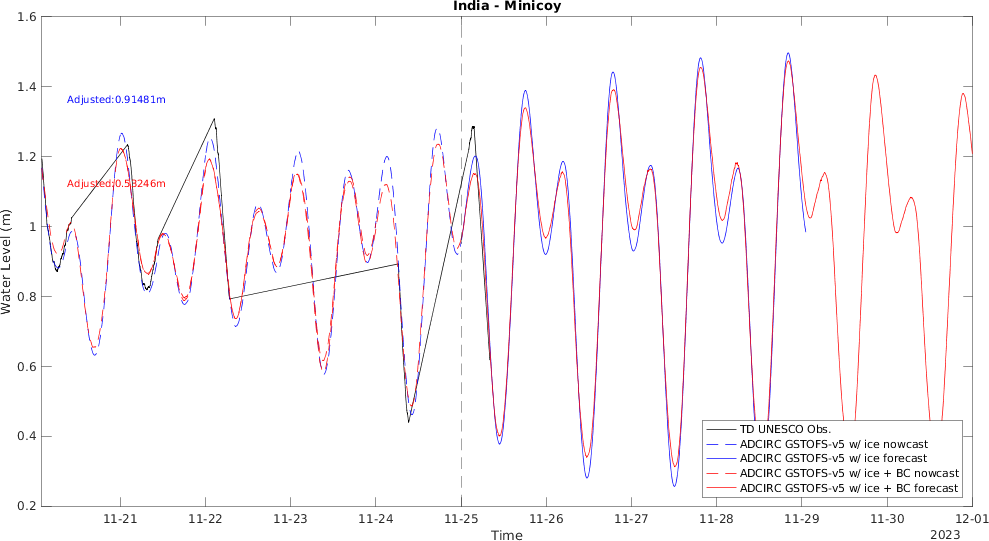 India - Minicoy
1.6
1.4
1.2
1
0.8
0.6
0.4
0.2
Water Level (m)
Adjusted:0.91481m
Adjusted:0.53246m
TD UNESCO Obs.
ADCIRC GSTOFS-v5 w/ ice nowcast
ADCIRC GSTOFS-v5 w/ ice forecast
ADCIRC GSTOFS-v5 w/ ice + BC nowcast
ADCIRC GSTOFS-v5 w/ ice + BC forecast
11-21 11-22 11-23 11-24 11-25 11-26 11-27 11-28 11-29 11-30 12-01
Time
2023